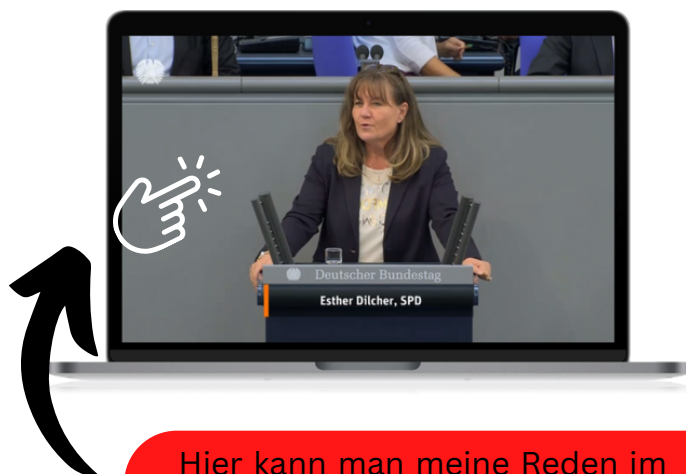 Deutscher Bundestag
Esther Dilcher, SPD
Hier kann man meine Reden im